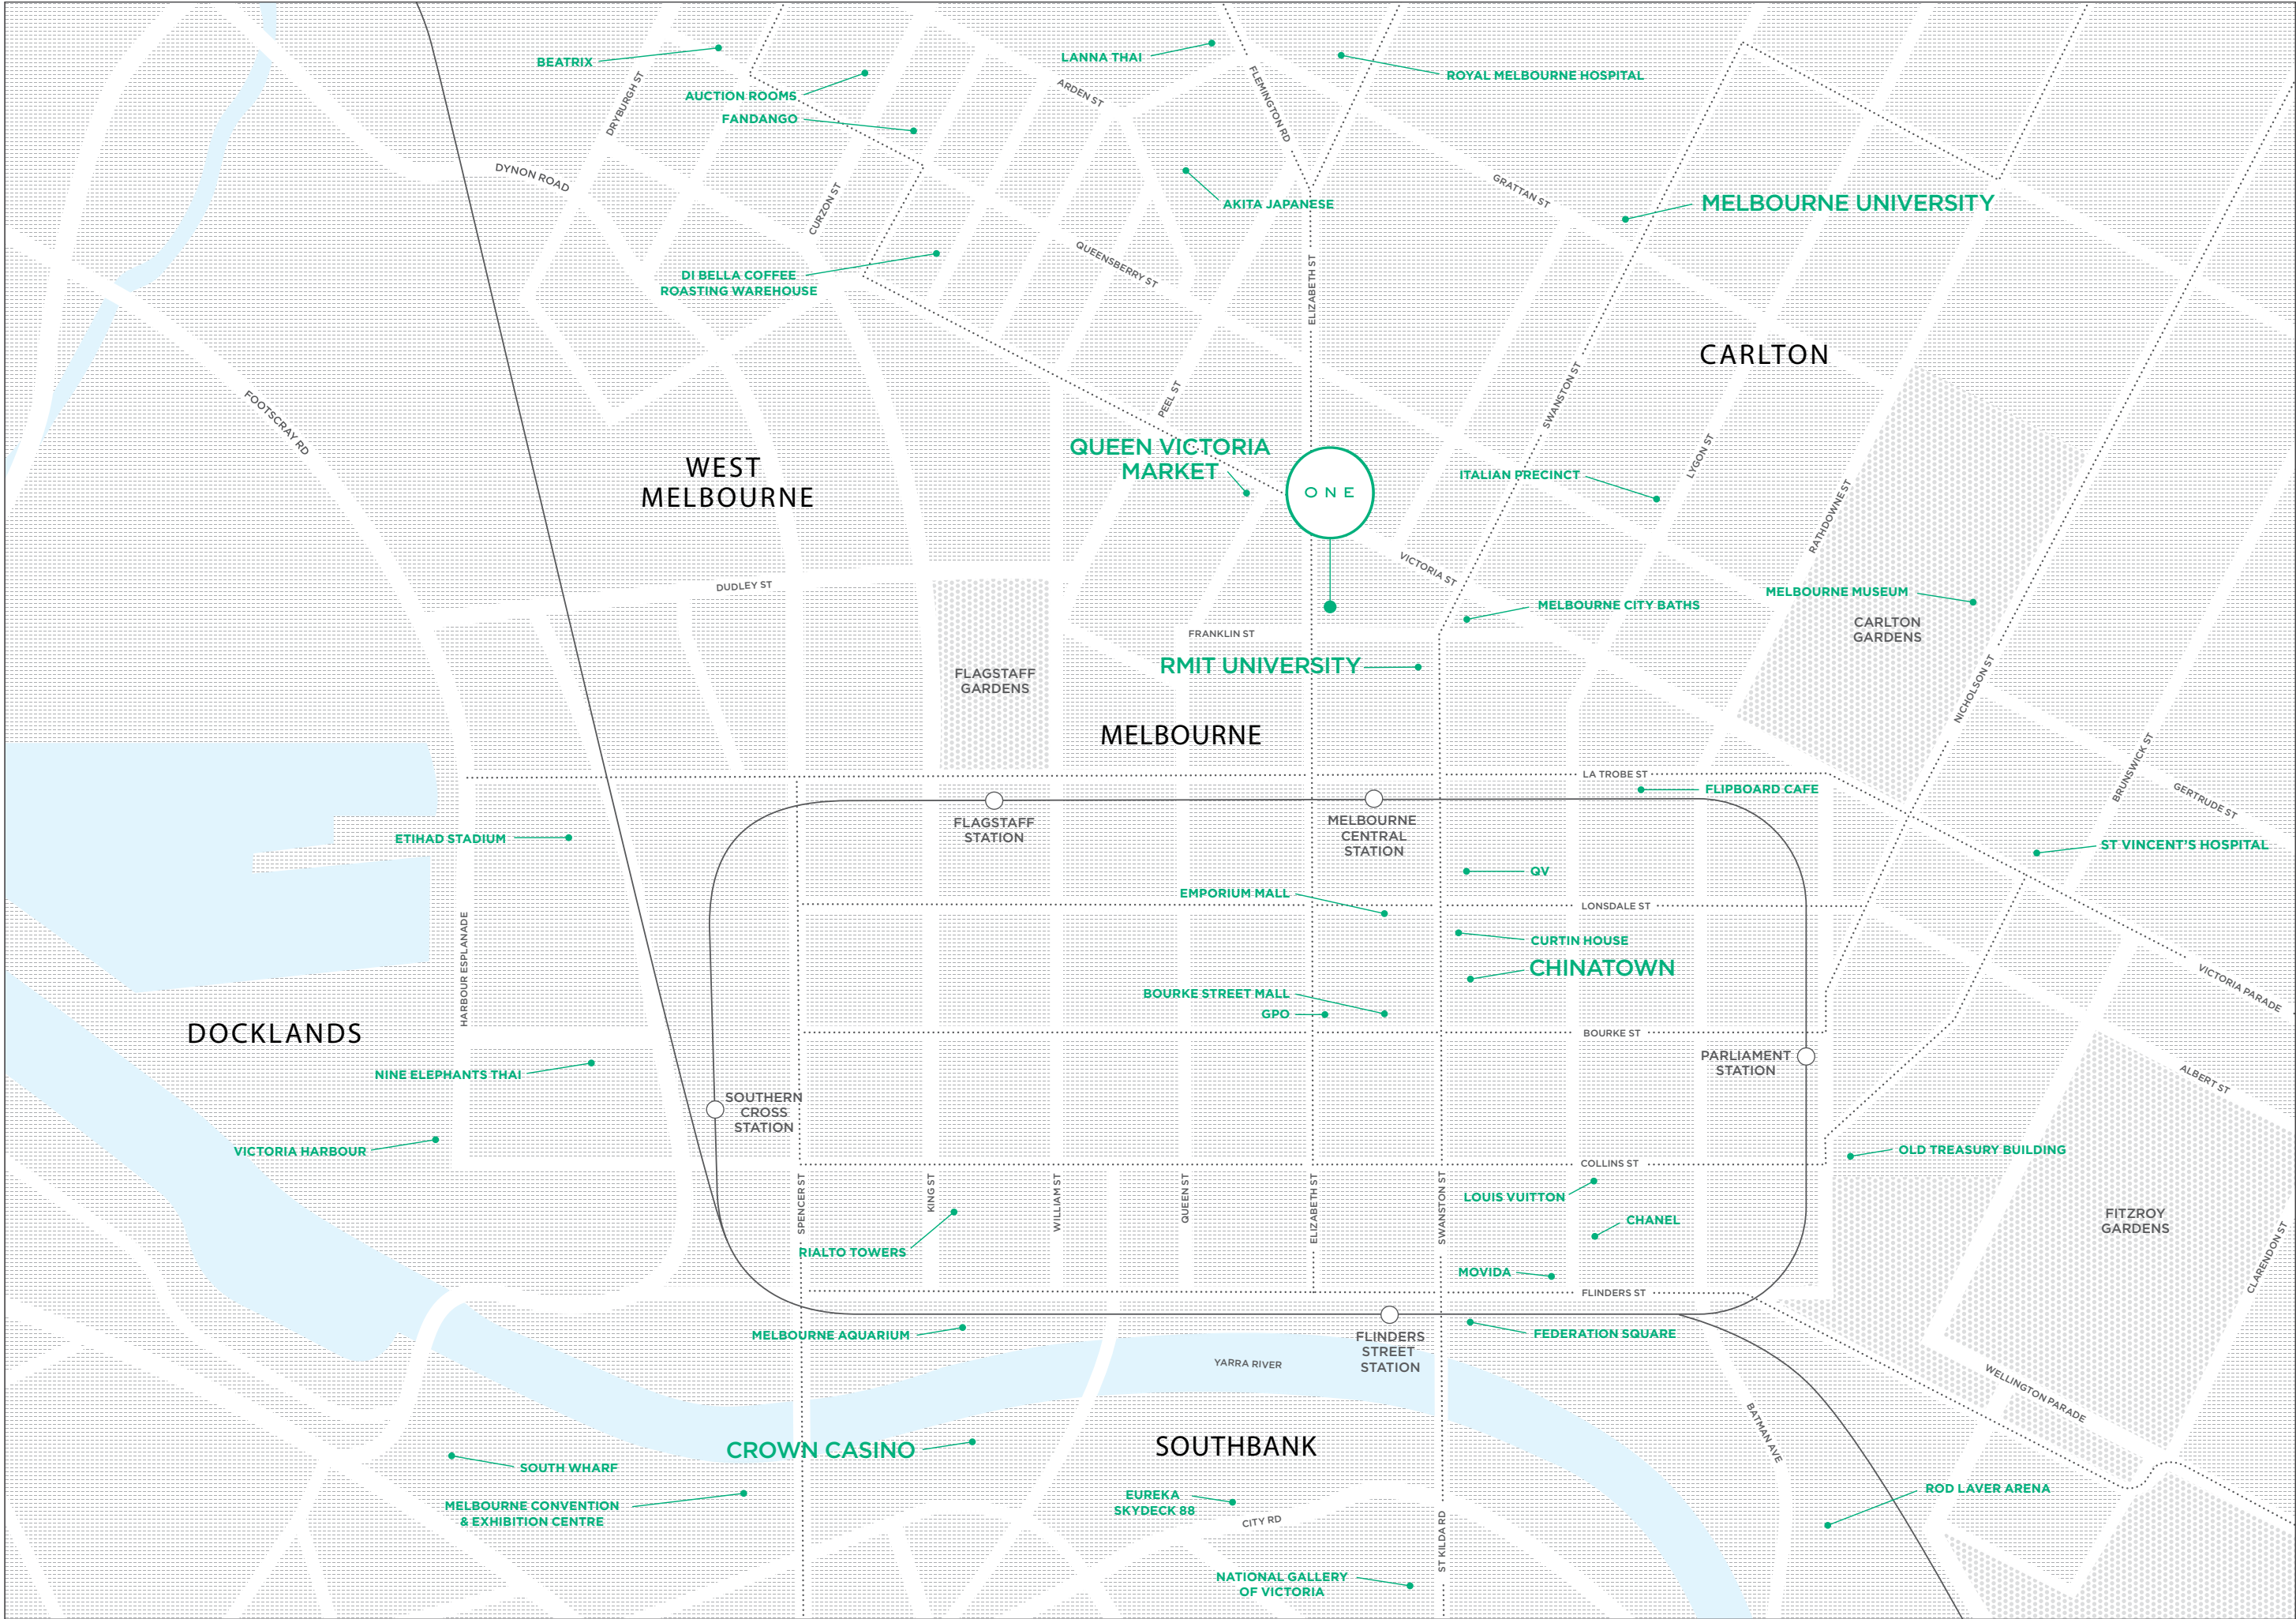 BEATRIX
LANNA THAI
ROYAL MELBOURNE HOSPITAL
AUCTION ROOMS
ARDEN ST
FLEMINGTON RD
DRYBURGH ST
FANDANGO
DYNON ROAD
CURZON ST
AKITA JAPANESE
GRATTAN ST
MELBOURNE UNIVERSITY
QUEENSBERRY ST
ELIZABETH ST
DI BELLA COFFEE
ROASTING WAREHOUSE
CARLTON
FOOTSCRAY RD
PEEL ST
SWANSTON ST
LYGON ST
RATHDOWNE ST
WEST
MELBOURNE
QUEEN VICTORIA
MARKET
ONE
ITALIAN PRECINCT
VICTORIA ST
DUDLEY ST
MELBOURNE MUSEUM
MELBOURNE CITY BATHS
CARLTON
GARDENS
FRANKLIN ST
RMIT UNIVERSITY
FLAGSTAFF
GARDENS
NICHOLSON ST
MELBOURNE
BRUNSWICK ST
GERTRUDE ST
LA TROBE ST
FLIPBOARD CAFE
FLAGSTAFF
STATION
MELBOURNE
CENTRAL
STATION
ETIHAD STADIUM
ST VINCENT'S HOSPITAL
QV
EMPORIUM MALL
LONSDALE ST
CURTIN HOUSE
CHINATOWN
HARBOUR ESPLANADE
VICTORIA PARADE
BOURKE STREET MALL
GPO
DOCKLANDS
BOURKE ST
PARLIAMENT
STATION
NINE ELEPHANTS THAI
ALBERT ST
SOUTHERN
CROSS
STATION
VICTORIA HARBOUR
OLD TREASURY BUILDING
COLLINS ST
SPENCER ST
KING ST
WILLIAM ST
QUEEN ST
ELIZABETH ST
SWANSTON ST
LOUIS VUITTON
CHANEL
FITZROY
GARDENS
CLARENDON ST
RIALTO TOWERS
MOVIDA
FLINDERS ST
MELBOURNE AQUARIUM
FEDERATION SQUARE
FLINDERS
STREET
STATION
YARRA RIVER
WELLINGTON PARADE
BATMAN AVE
CROWN CASINO
SOUTHBANK
SOUTH WHARF
ROD LAVER ARENA
MELBOURNE CONVENTION
& EXHIBITION CENTRE
EUREKA
SKYDECK 88
CITY RD
ST KILDA RD
NATIONAL GALLERY
OF VICTORIA